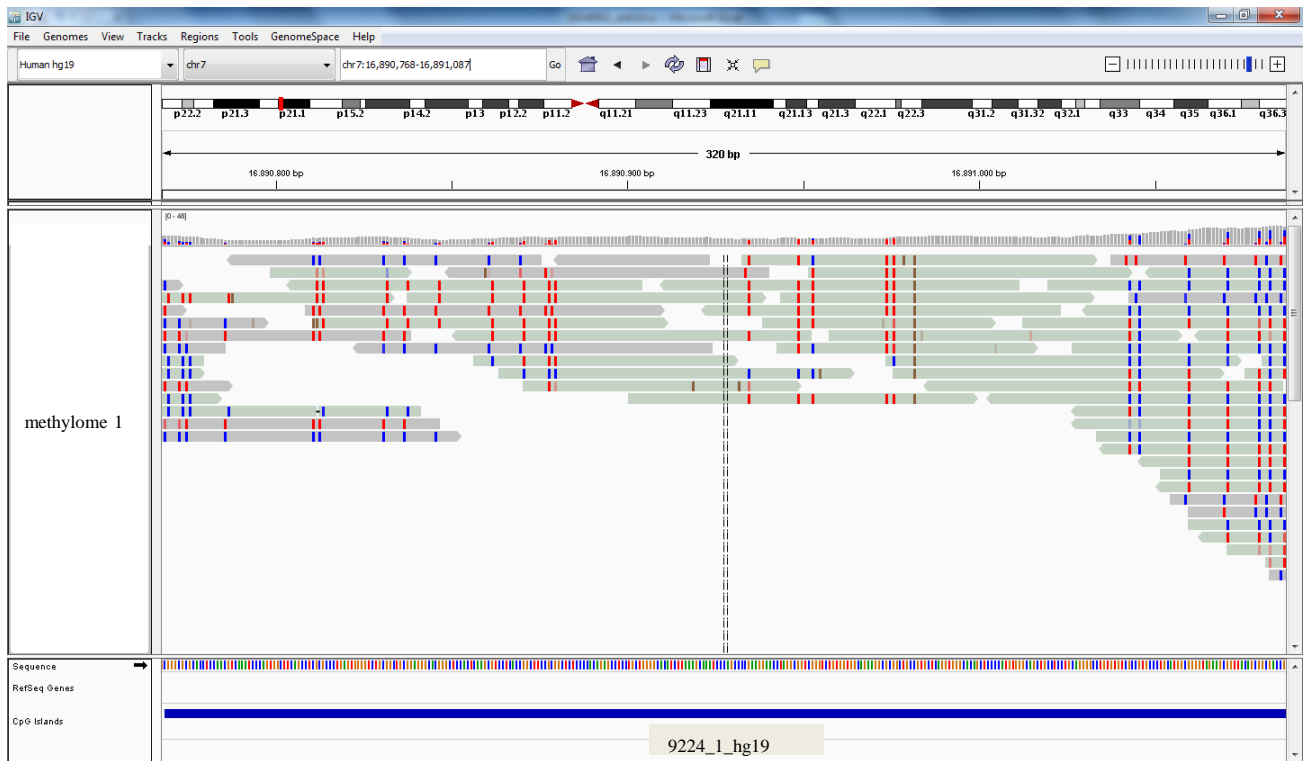 IGV
File Genomes View Tracks Regions Tools GenomeSpace Help
Human hg19 chr7 chr7:16,890,768-16,891,087 Go
p22.2 p21.3 p21.1 p15.2 p14.2 p13 p12.2 p11.2 q11.21 q11.23 q21.11 q21.13 q21.3 q22.1 q22.3 q31.2 q31.32 q32.1 q33 q34 q35 q36.1 q36.3
320 bp
16.890.800 bp 16.890.900 bp 16.891.000 bp
[0 - 48]
methylome 1
Sequence
RefSeq Genes
CpG Islands
9224_1_hg19